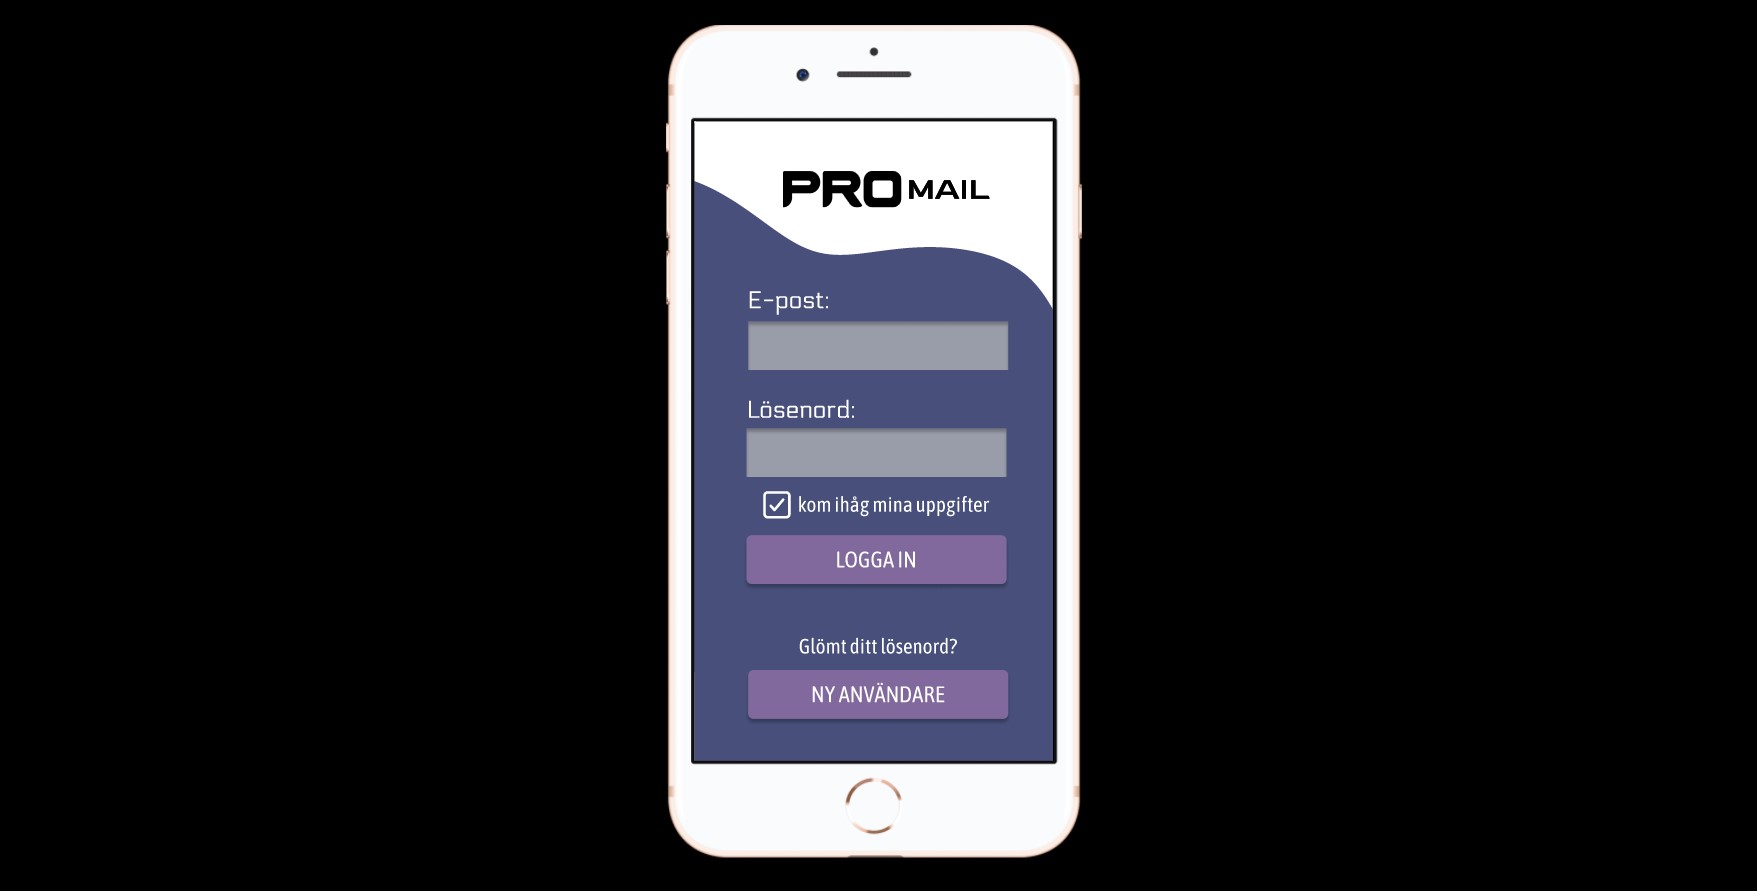 PRO MAIL
E-post:
Lösenord:
kom ihåg mina uppgifter
LOGGA IN
Glömt ditt lösenord?
NY ANVÄNDARE